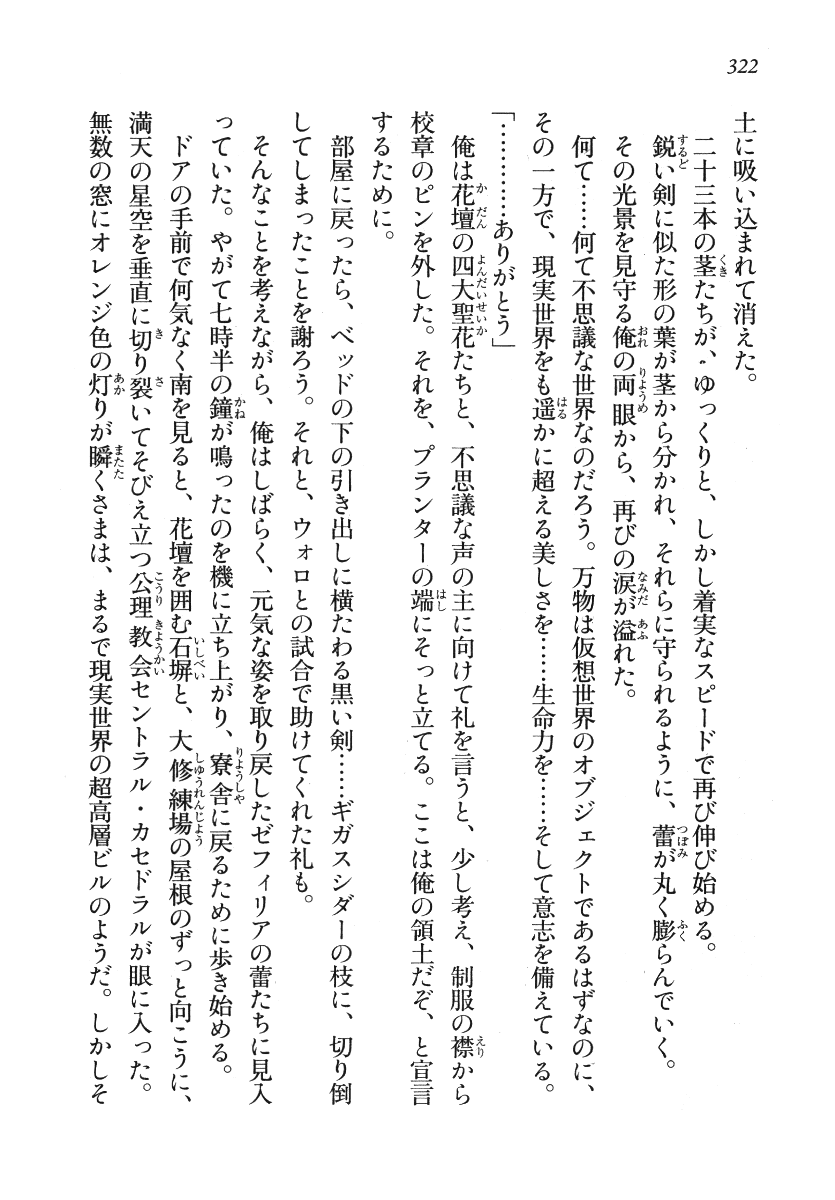 322
土に吸い込まれて消えた。
二十三本の茎たちが、ゆっくりと、しかし着実なスピードで再び伸び始める。
鋭い剣に似た形の葉が茎から分かれ、それらに守られるように、蕾が丸く膨らんでいく。
その光景を見守る俺の両眼から、再びの涙が溢れた。
何て……何て不思議な世界なのだろう。万物は仮想世界のオブジェクトであるはずなのに、
その一方で、現実世界をも遥かに超える美しさを……生命力を……そして意志を備えている。
「…………ありがとう」
俺は花壇の四大聖花たちと、不思議な声の主に向けて礼を言うと、少し考え、制服の襟から
校章のピンを外した。それを、プランターの端にそっと立てる。ここは俺の領土だぞ、と宣言
するために。
部屋に戻ったら、ベッドの下の引き出しに横たわる黒い剣……ギガスシダーの枝に、切り倒
してしまったことを謝ろう。それと、ウォロとの試合で助けてくれた礼も。
そんなことを考えながら、俺はしばらく、元気な姿を取り戻したゼフィリアの蕾たちに見入
っていた。やがて七時半の鐘が鳴ったのを機に立ち上がり、寮舎に戻るために歩き始める。
ドアの手前で何気なく南を見ると、花壇を囲む石塀と、大修練場の屋根のずっと向こうに、
満天の星空を垂直に切り裂いてそびえ立つ公理教会セントラル・カセドラルが眼に入った。
無数の窓にオレンジ色の灯りが瞬くさまは、まるで現実世界の超高層ビルのようだ。しかしそ